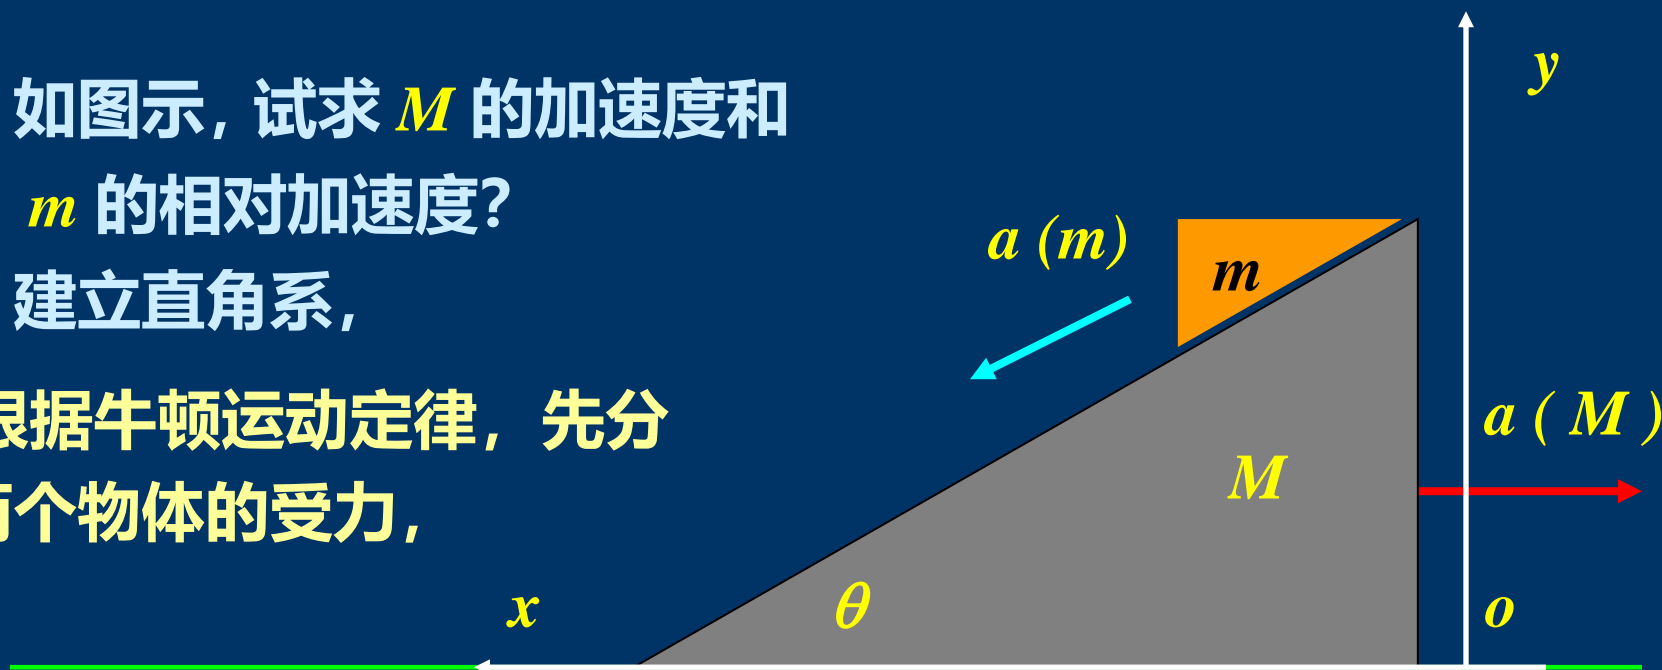 如图示, 试求 M 的加速度和
m 的相对加速度?
建立直角系,
根据牛顿运动定律, 先分
个物体的受力,
y
a (m)
m
a ( M )
M
θ
x
o